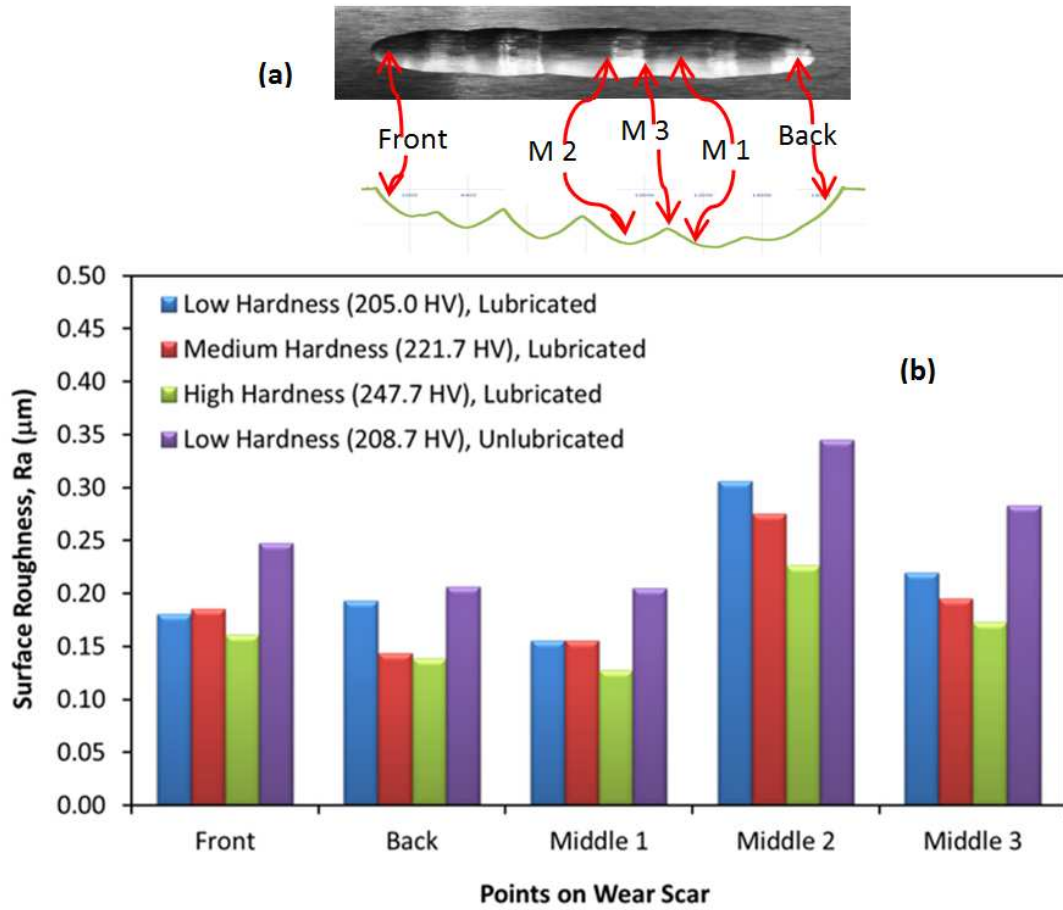 (a)
Front
M 2
M 3
M 1
Back
0.50
0.45
0.40
0.35
0.30
0.25
0.20
0.15
0.10
0.05
0.00
Surface Roughness, Ra (μm)
Low Hardness (205.0 HV), Lubricated
Medium Hardness (221.7 HV), Lubricated
High Hardness (247.7 HV), Lubricated
Low Hardness (208.7 HV), Unlubricated
(b)
Front
Back
Middle 1
Middle 2
Middle 3
Points on Wear Scar